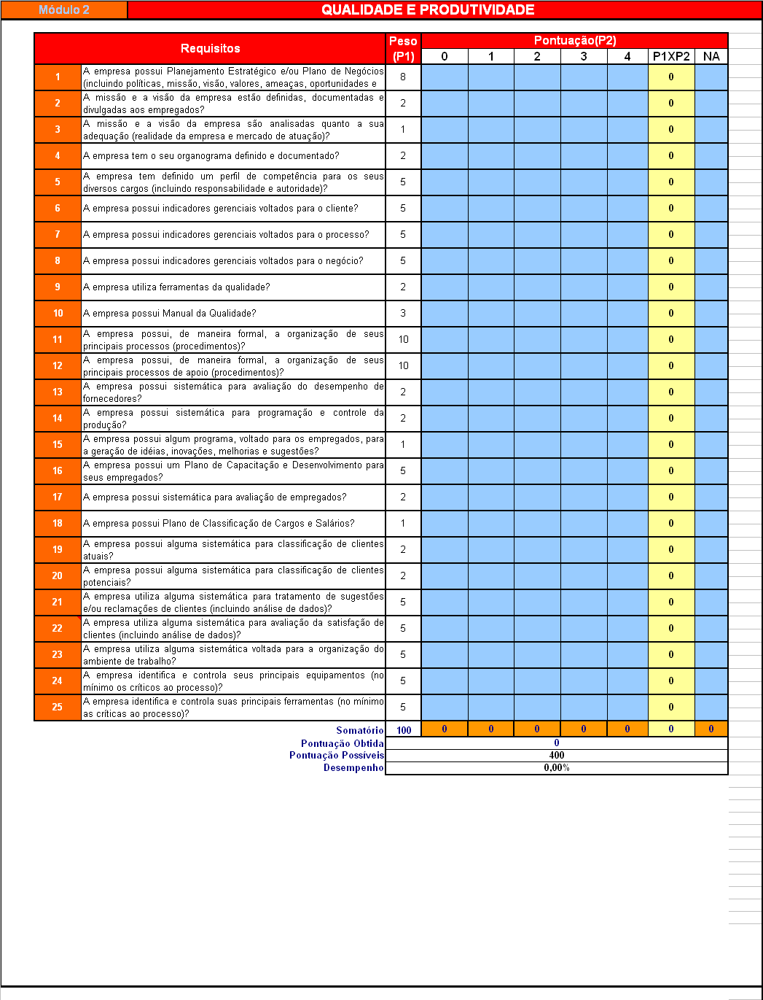 Módulo 2 QUALIDADE E PRODUTIVIDADE
Requisitos Peso (P1) Pontuação(P2)
0 1 2 3 4 P1XP2 NA
1 A empresa possui Planejamento Estratégico e/ou Plano de Negócios
(incluindo políticas, missão, visão, valores, ameaças, oportunidades e 8 0
2 A missão e a visão da empresa estão definidas, documentadas e
divulgadas aos empregados? 2 0
3 A missão e a visão da empresa são analisadas quanto a sua
adequação (realidade da empresa e mercado de atuação)? 1 0
4 A empresa tem o seu organograma definido e documentado? 2 0
5 A empresa tem definido um perfil de competência para os seus
diversos cargos (incluindo responsabilidade e autoridade)? 5 0
6 A empresa possui indicadores gerenciais voltados para o cliente? 5 0
7 A empresa possui indicadores gerenciais voltados para o processo? 5 0
8 A empresa possui indicadores gerenciais voltados para o negócio? 5 0
9 A empresa utiliza ferramentas da qualidade? 2 0
10 A empresa possui Manual da Qualidade? 3 0
11 A empresa possui, de maneira formal, a organização de seus
principais processos (procedimentos)? 10 0
12 A empresa possui, de maneira formal, a organização de seus
principais processos de apoio (procedimentos)? 10 0
13 A empresa possui sistemática para avaliação do desempenho de
fornecedores? 2 0
14 A empresa possui sistemática para programação e controle da
produção? 2 0
15 A empresa possui algum programa, voltado para os empregados, para
a geração de idéias, inovações, melhorias e sugestões? 1 0
16 A empresa possui um Plano de Capacitação e Desenvolvimento para
seus empregados? 5 0
17 A empresa possui sistemática para avaliação de empregados? 2 0
18 A empresa possui Plano de Classificação de Cargos e Salários? 1 0
19 A empresa possui alguma sistemática para classificação de clientes
atuais? 2 0
20 A empresa possui alguma sistemática para classificação de clientes
potenciais? 2 0
21 A empresa utiliza alguma sistemática para tratamento de sugestões
e/ou reclamações de clientes (incluindo análise de dados)? 5 0
22 A empresa utiliza alguma sistemática para avaliação da satisfação de
clientes (incluindo análise de dados)? 5 0
23 A empresa utiliza alguma sistemática voltada para a organização do
ambiente de trabalho? 5 0
24 A empresa identifica e controla seus principais equipamentos (no
mínimo os críticos ao processo)? 5 0
25 A empresa identifica e controla suas principais ferramentas (no mínimo
as críticas ao processo)? 5 0
Somatório 100 0 0 0 0 0 0 0
Pontuação Obtida 0
Pontuação Possíveis 400
Desempenho 0,00%